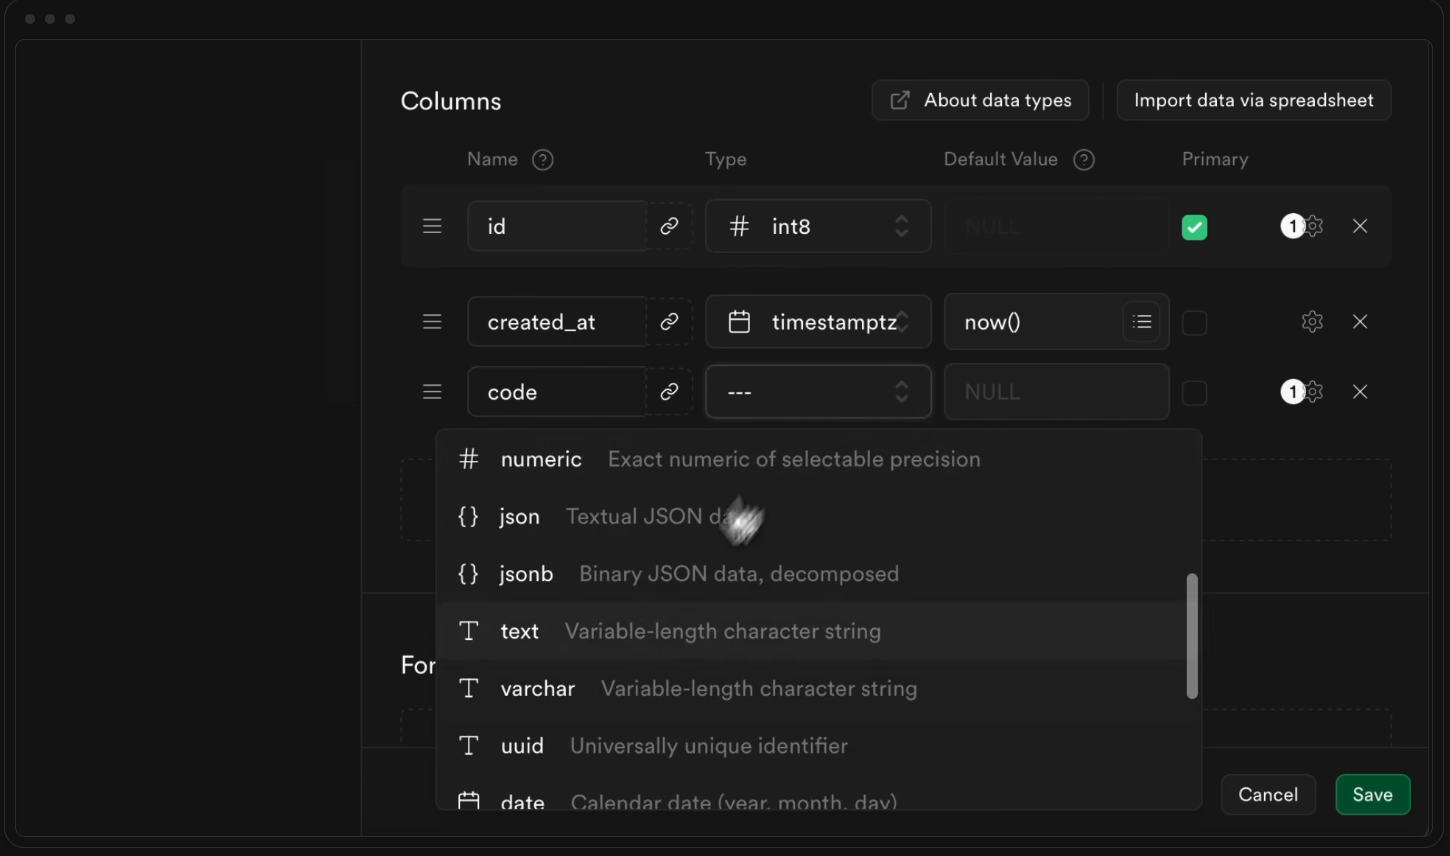 Columns
About data types
Import data via spreadsheet
Name ?
Type
Default Value ?
Primary
id
# int8
NULL
1
created_at
timestamptz
now()
code
---
NULL
1
# numeric Exact numeric of selectable precision
{} json Textual JSON
{} jsonb Binary JSON data, decomposed
T text Variable-length character string
For
T varchar Variable-length character string
T uuid Universally unique identifier
date Calendar date (year, month, day)
Cancel
Save